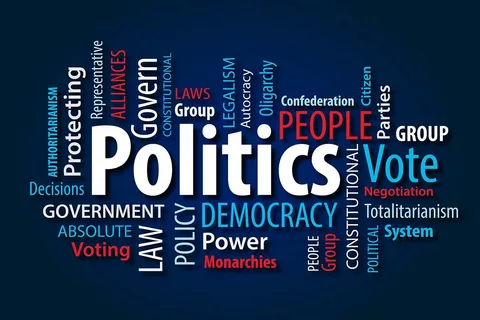 AUTHORITARIANISM
Protecting
Representative
ALLIANCES
Govern
CONSTITUTIONAL
LAWS
Group
LEGALISM
Autocracy
Oligarchy
Confederation
PEOPLE
Citizen
Parties
GROUP
Politics
Vote
Decisions
Negotiation
GOVERNMENT
ABSOLUTE
Voting
LAW
POLICY
DEMOCRACY
Power
Monarchies
PEOPLE
Group
CONSTITUTIONAL
POLITICAL
Totalitarianism
System